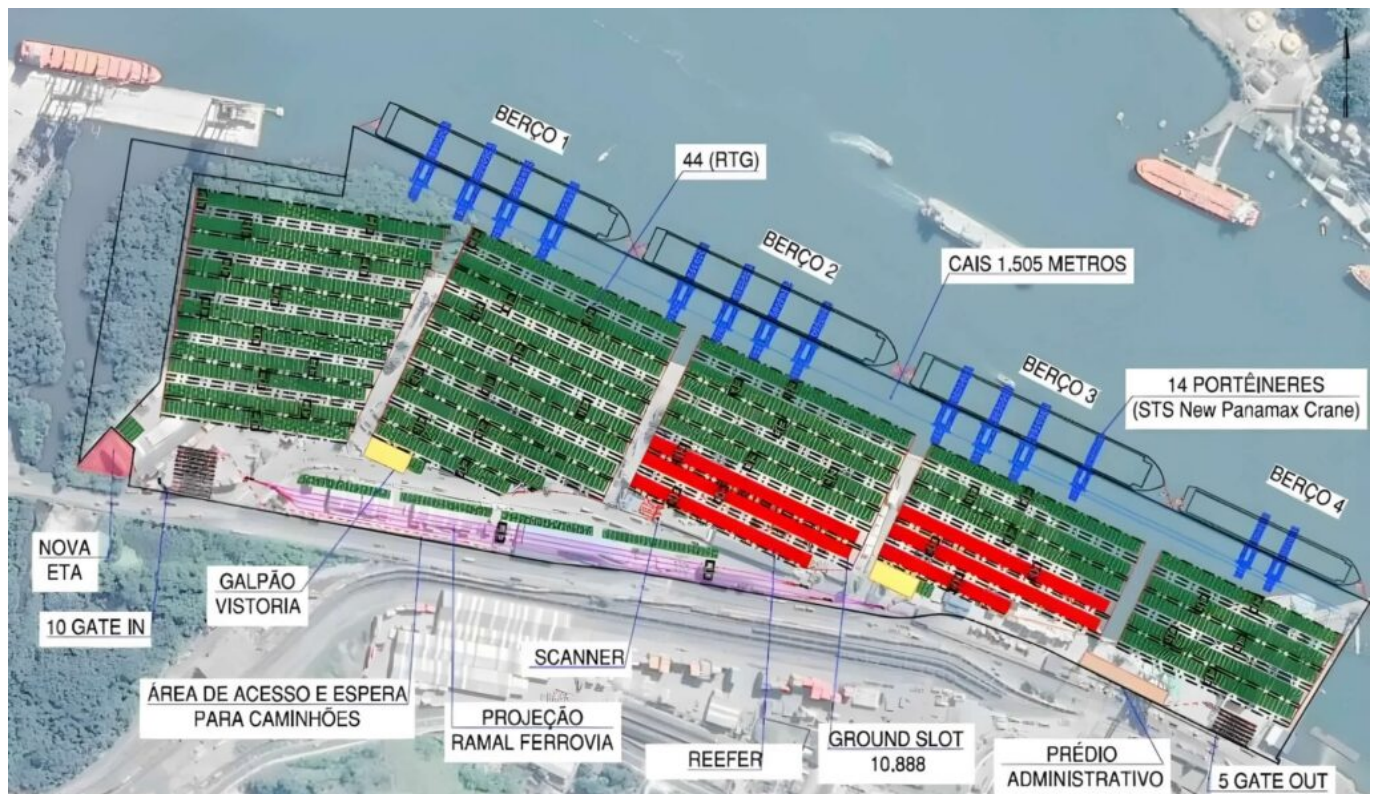 BERÇO 1
44 (RTG)
BERÇO 2
CAIS 1.505 METROS
BERÇO 3
14 PORTÊINERES
(STS New Panamax Crane)
BERÇO 4
NOVA
ETA
10 GATE IN
GALPÃO
VISTORIA
ÁREA DE ACESSO E ESPERA
PARA CAMINHÕES
PROJEÇÃO
RAMAL FERROVIA
SCANNER
REEFER
GROUND SLOT
10.888
PRÉDIO
ADMINISTRATIVO
5 GATE OUT